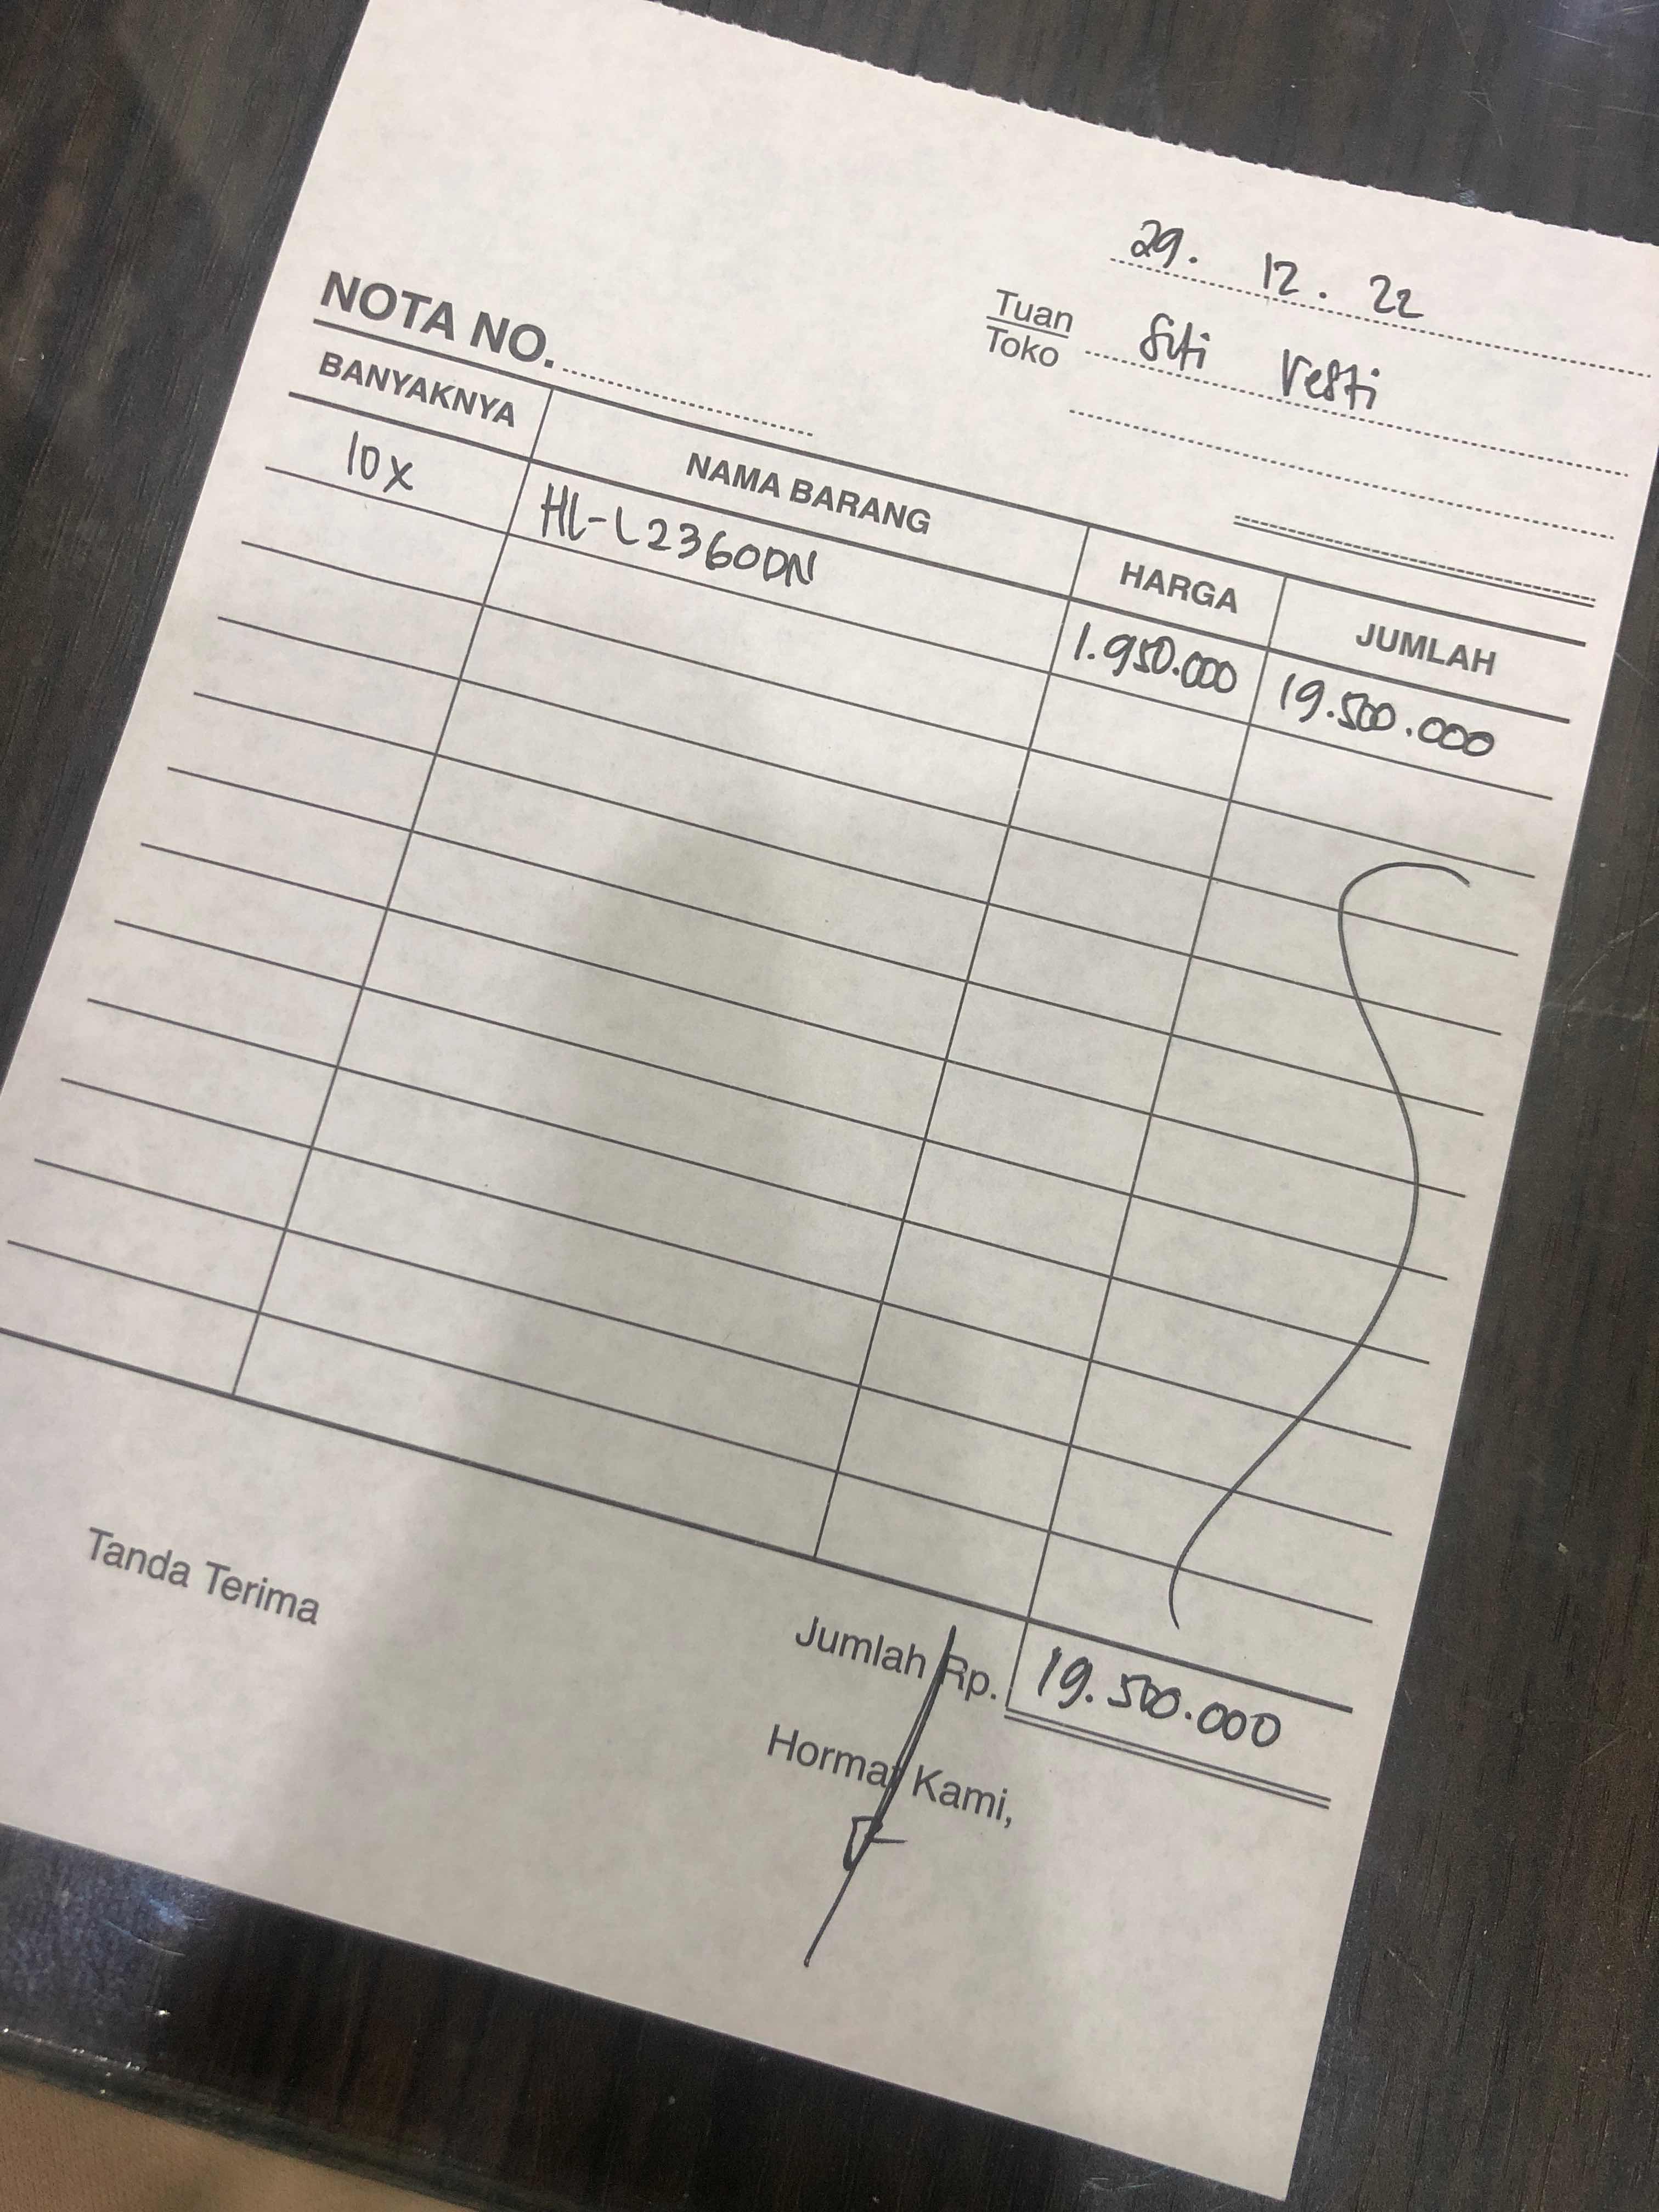 29. 12. 22
Tuan
Toko
Siti Vesti
NOTA NO.
BANYAKNYA NAMA BARANG HARGA JUMLAH
10x HL-L2360DN 1.950.000 19.500.000
Tanda Terima
Jumlah Rp. 19.500.000
Hormat Kami,